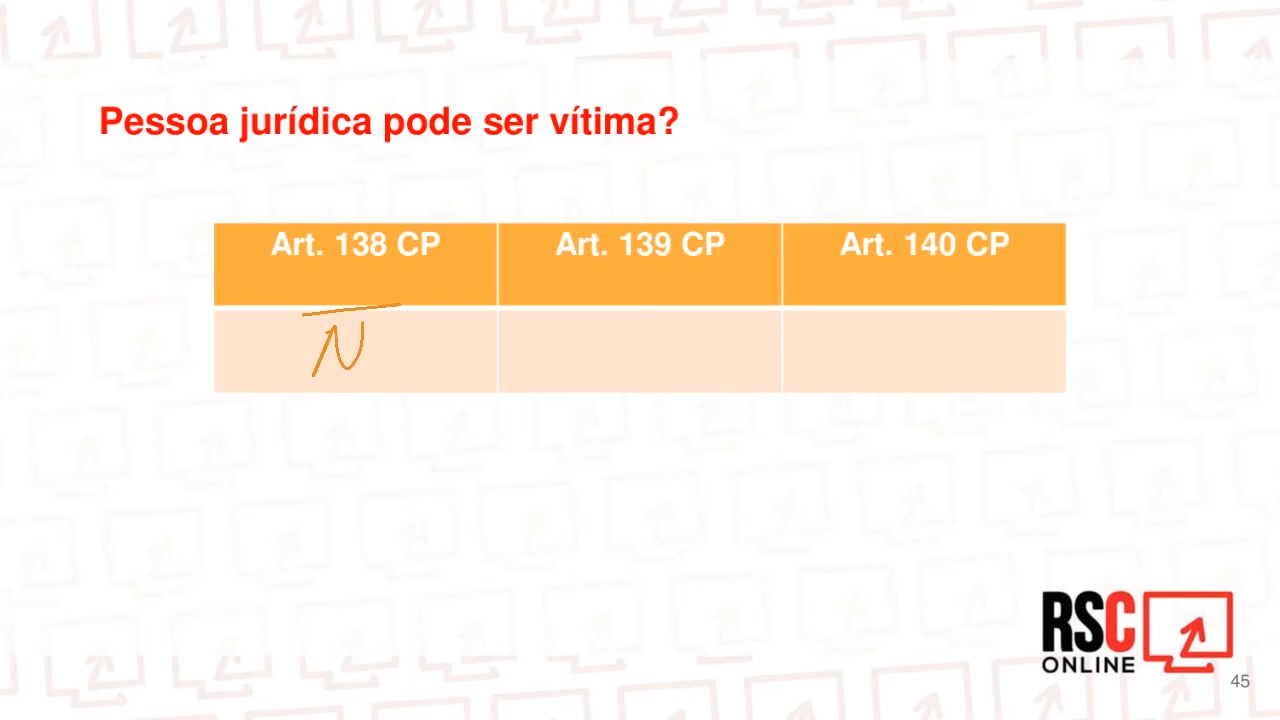 Pessoa jurídica pode ser vítima?
Art. 138 CP Art. 139 CP Art. 140 CP
N
RSC
ONLINE
45